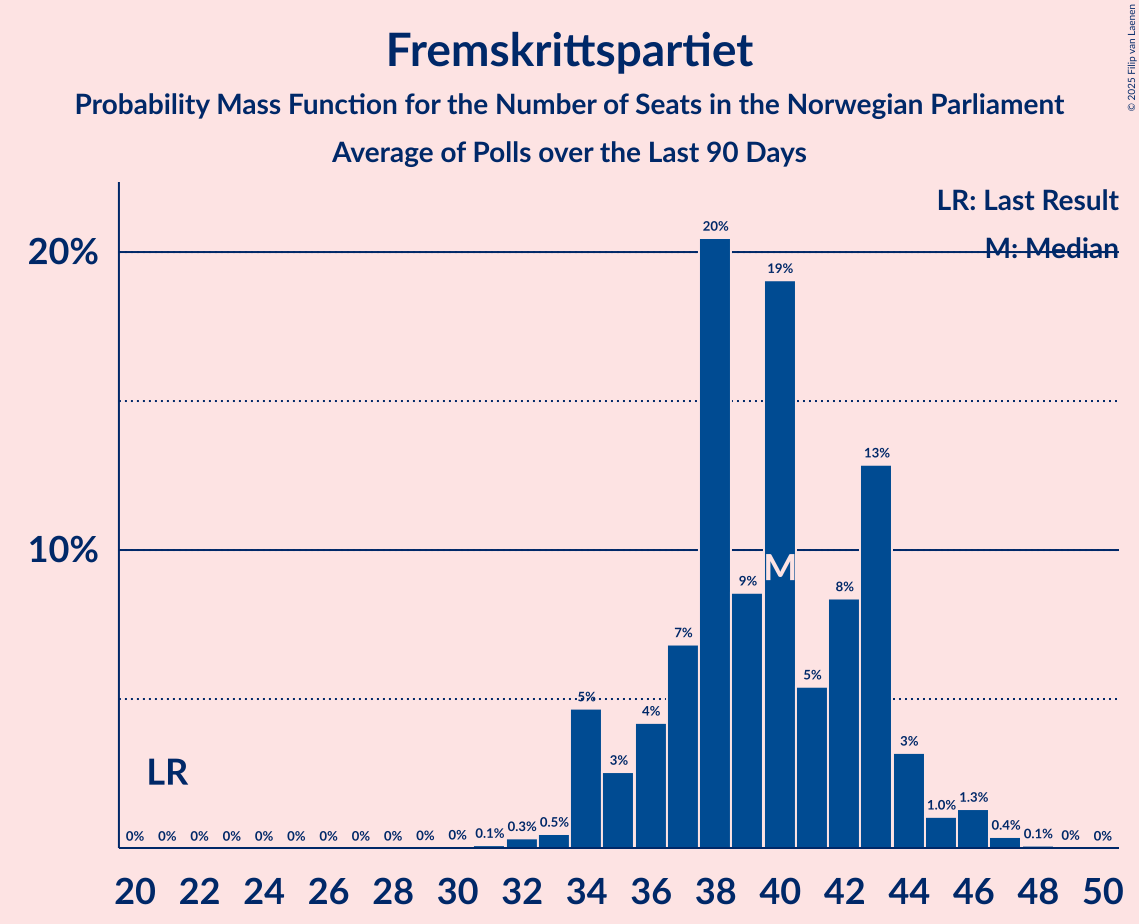 Fremskrittspartiet
Probability Mass Function for the Number of Seats in the Norwegian Parliament
Average of Polls over the Last 90 Days
© 2025 Filip van Laenen
LR: Last Result
M: Median
20%
10%
20%
19%
13%
9%
8%
7%
5%
5%
4%
3%
3%
1.0%
1.3%
0.4%
0.1%
0%
0%
M
LR
0% 0% 0% 0% 0% 0% 0% 0% 0% 0% 0% 0.1% 0.3% 0.5%
20 22 24 26 28 30 32 34 36 38 40 42 44 46 48 50